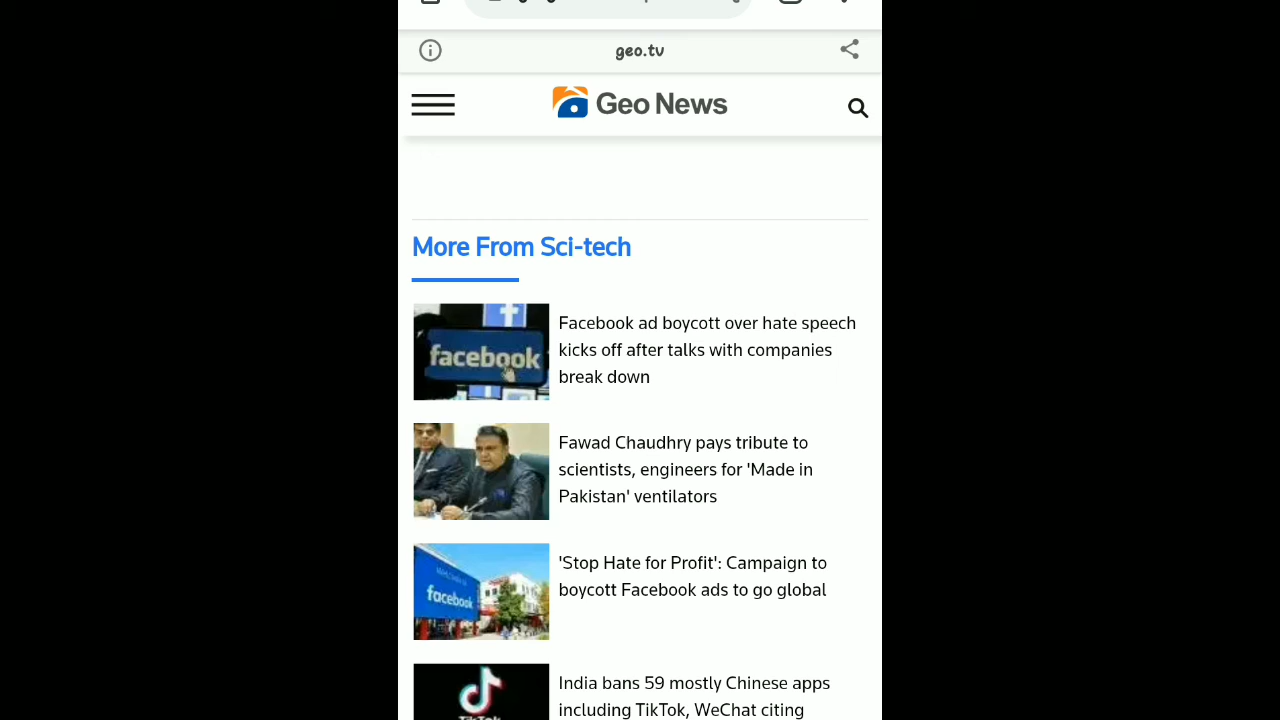 geo.tv
Geo News
More From Sci-tech
facebook
Facebook ad boycott over hate speech
kicks off after talks with companies
break down
Fawad Chaudhry pays tribute to
scientists, engineers for 'Made in
Pakistan' ventilators
facebook
'Stop Hate for Profit': Campaign to
boycott Facebook ads to go global
TikTok
India bans 59 mostly Chinese apps
including TikTok, WeChat citing